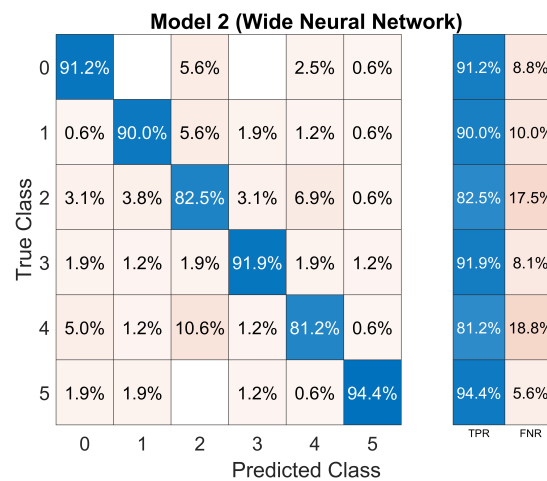 Model 2 (Wide Neural Network)
0 91.2% 5.6% 2.5% 0.6% 91.2% 8.8%
1 0.6% 90.0% 5.6% 1.9% 1.2% 0.6% 90.0% 10.0%
2 3.1% 3.8% 82.5% 3.1% 6.9% 0.6% 82.5% 17.5%
3 1.9% 1.2% 1.9% 91.9% 1.9% 1.2% 91.9% 8.1%
4 5.0% 1.2% 10.6% 1.2% 81.2% 0.6% 81.2% 18.8%
5 1.9% 1.9% 1.2% 0.6% 94.4% 94.4% 5.6%
True Class
0 1 2 3 4 5
TPR FNR
Predicted Class